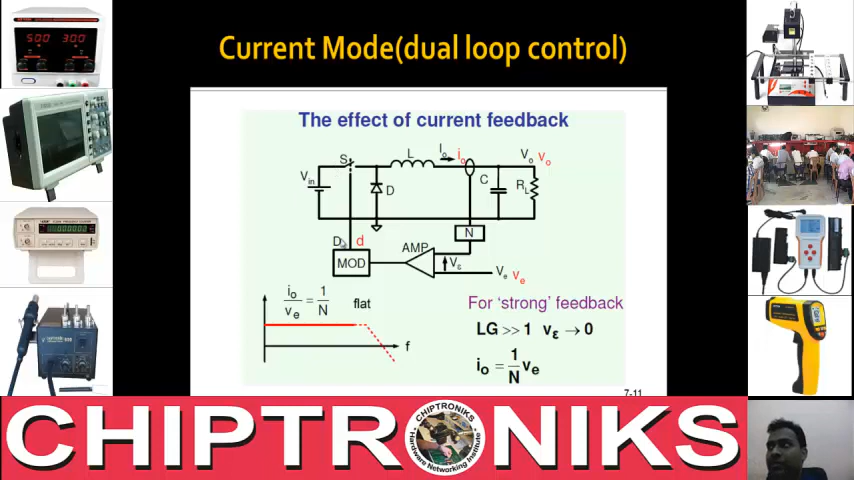 Current Mode(dual loop control)
500 300
The effect of current feedback
S L Io io Vo vo
Vin D C RL
N
D d AMP
MOD Vε Ve ve
io/ve = 1/N flat
f
For ‘strong’ feedback
LG >> 1 vε → 0
io = 1/N ve
7-11
CHIPTRONIKS
CHIPTRONIKS
Hardware Networking Institute